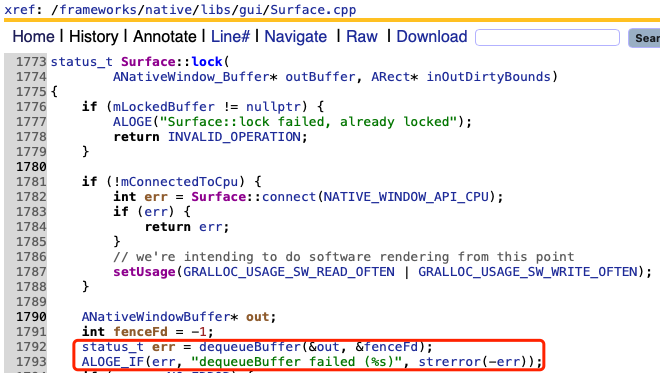 xref: /frameworks/native/libs/gui/Surface.cpp
Home | History | Annotate | Line# | Navigate | Raw | Download Sear
1773 status_t Surface::lock(
1774 ANativeWindow_Buffer* outBuffer, ARect* inOutDirtyBounds)
1775 {
1776 if (mLockedBuffer != nullptr) {
1777 ALOGE("Surface::lock failed, already locked");
1778 return INVALID_OPERATION;
1779 }
1780
1781 if (!mConnectedToCpu) {
1782 int err = Surface::connect(NATIVE_WINDOW_API_CPU);
1783 if (err) {
1784 return err;
1785 }
1786 // we're intending to do software rendering from this point
1787 setUsage(GRALLOC_USAGE_SW_READ_OFTEN | GRALLOC_USAGE_SW_WRITE_OFTEN);
1788 }
1789
1790 ANativeWindowBuffer* out;
1791 int fenceFd = -1;
1792 status_t err = dequeueBuffer(&out, &fenceFd);
1793 ALOGE_IF(err, "dequeueBuffer failed (%s)", strerror(-err));